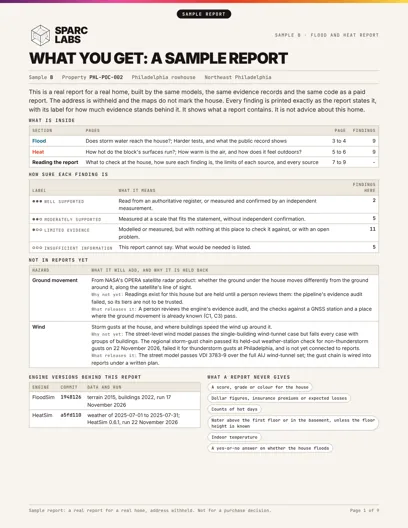 SAMPLE REPORT
SPARC
LABS
SAMPLE B · FLOOD AND HEAT REPORT
WHAT YOU GET: A SAMPLE REPORT
Sample B Property PHL-POC-002 Philadelphia rowhouse Northeast Philadelphia
This is a real report for a real home, built by the same models, the same evidence records and the same code as a paid
report. The address is withheld and the maps do not mark the house. Every finding is printed exactly as the report states it,
with its label for how much evidence stands behind it. It shows what a report contains. It is not advice about this home.
WHAT IS INSIDE
SECTION PAGES PAGE FINDINGS
Flood Does storm water reach the house?; Harder tests, and what the public record shows 3 to 4 9
Heat How hot do the block's surfaces run?; How warm is the air, and how does it feel outdoors? 5 to 6 9
Reading the report What to check at the house, how sure each finding is, the limits of each source, and every source 7 to 9 -
HOW SURE EACH FINDING IS
LABEL WHAT IT MEANS FINDINGS HERE
●●● WELL SUPPORTED Read from an authoritative register, or measured and confirmed by an independent measurement. 2
●●○ MODERATELY SUPPORTED Measured at a scale that fits the statement, without independent confirmation. 5
●○○ LIMITED EVIDENCE Modelled or measured, but with nothing at this place to check it against, or with an open problem. 11
○○○ INSUFFICIENT INFORMATION This report cannot say. What would be needed is listed. 5
NOT IN REPORTS YET
HAZARD WHAT IT WILL ADD, AND WHY IT IS HELD BACK
Ground movement From NASA's OPERA satellite radar product: whether the ground under the house moves differently from the
ground around it, along the satellite's line of sight.
Why not yet: Readings exist for this house but are held until a person reviews them: the pipeline's evidence audit
failed, so its tiers are not to be trusted.
What releases it: A person reviews the engine's evidence audit, and the checks against a GNSS station and a place
where the ground movement is already known (C1, C3) pass.
Wind Storm gusts at the house, and where buildings speed the wind up around it.
Why not yet: The street-level wind model passes the single-building wind-tunnel case but fails every case with
groups of buildings. The regional storm-gust chain passed its held-out weather-station check for non-thunderstorm
gusts on 22 November 2026, failed it for thunderstorm gusts at Philadelphia, and is not yet connected to reports.
What releases it: The street model passes VDI 3783-9 over the full AIJ wind-tunnel set; the gust chain is wired into
reports under a written plan.
ENGINE VERSIONS BEHIND THIS REPORT
ENGINE COMMIT DATA AND RUN
FloodSim 1948126 terrain 2015, buildings 2022, run 17
November 2026
HeatSim a5fd110 weather of 2025-07-01 to 2025-07-31;
HeatSim 0.6.1, run 22 November 2026
WHAT A REPORT NEVER GIVES
A score, grade or colour for the house
Dollar figures, insurance premiums or expected losses
Counts of hot days
Water above the first floor or in the basement, unless the floor
height is known
Indoor temperature
A yes-or-no answer on whether the house floods
Sample report: a real report for a real home, address withheld. Not for a purchase decision.
Page 1 of 9